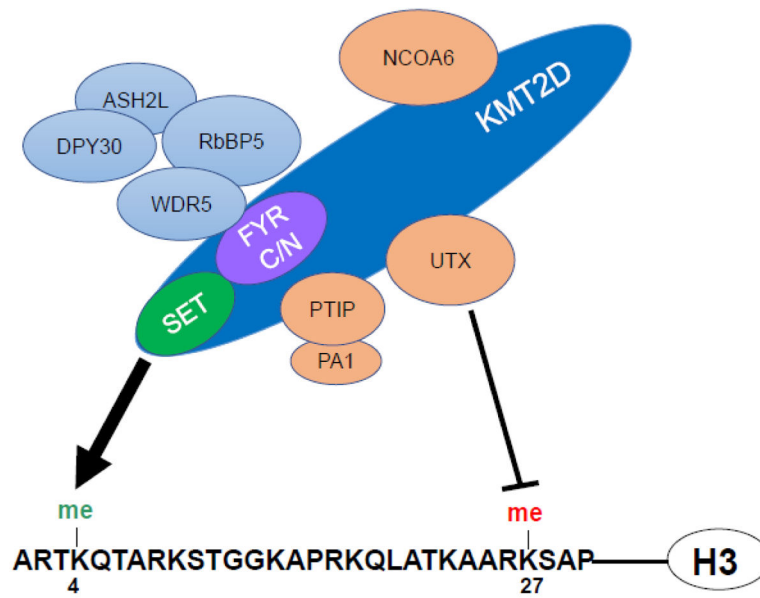 NCOA6
KMT2D
ASH2L
DPY30
RbBP5
WDR5
FYR
C/N
UTX
SET
PTIP
PA1
me
me
ARTKQTARKSTGGKAPRKQLATKAARKSAP
H3
4
27